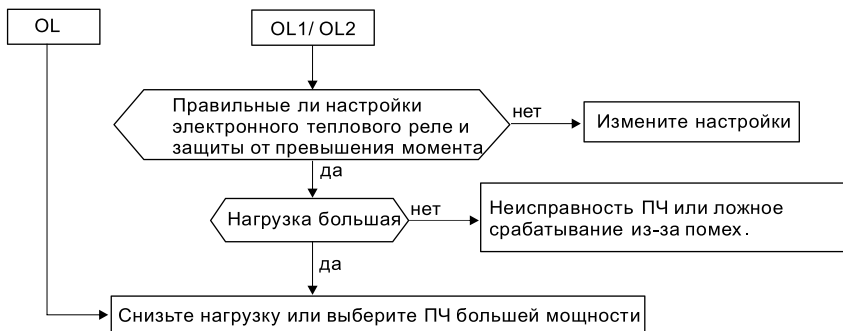 OL
OL1/ OL2
Правильные ли настройки
электронного теплового реле и
защиты от превышения момента
нет
Измените настройки
да
Нагрузка большая
нет
Неисправность ПЧ или ложное
срабатывание из-за помех.
да
Снизьте нагрузку или выберите ПЧ большей мощности